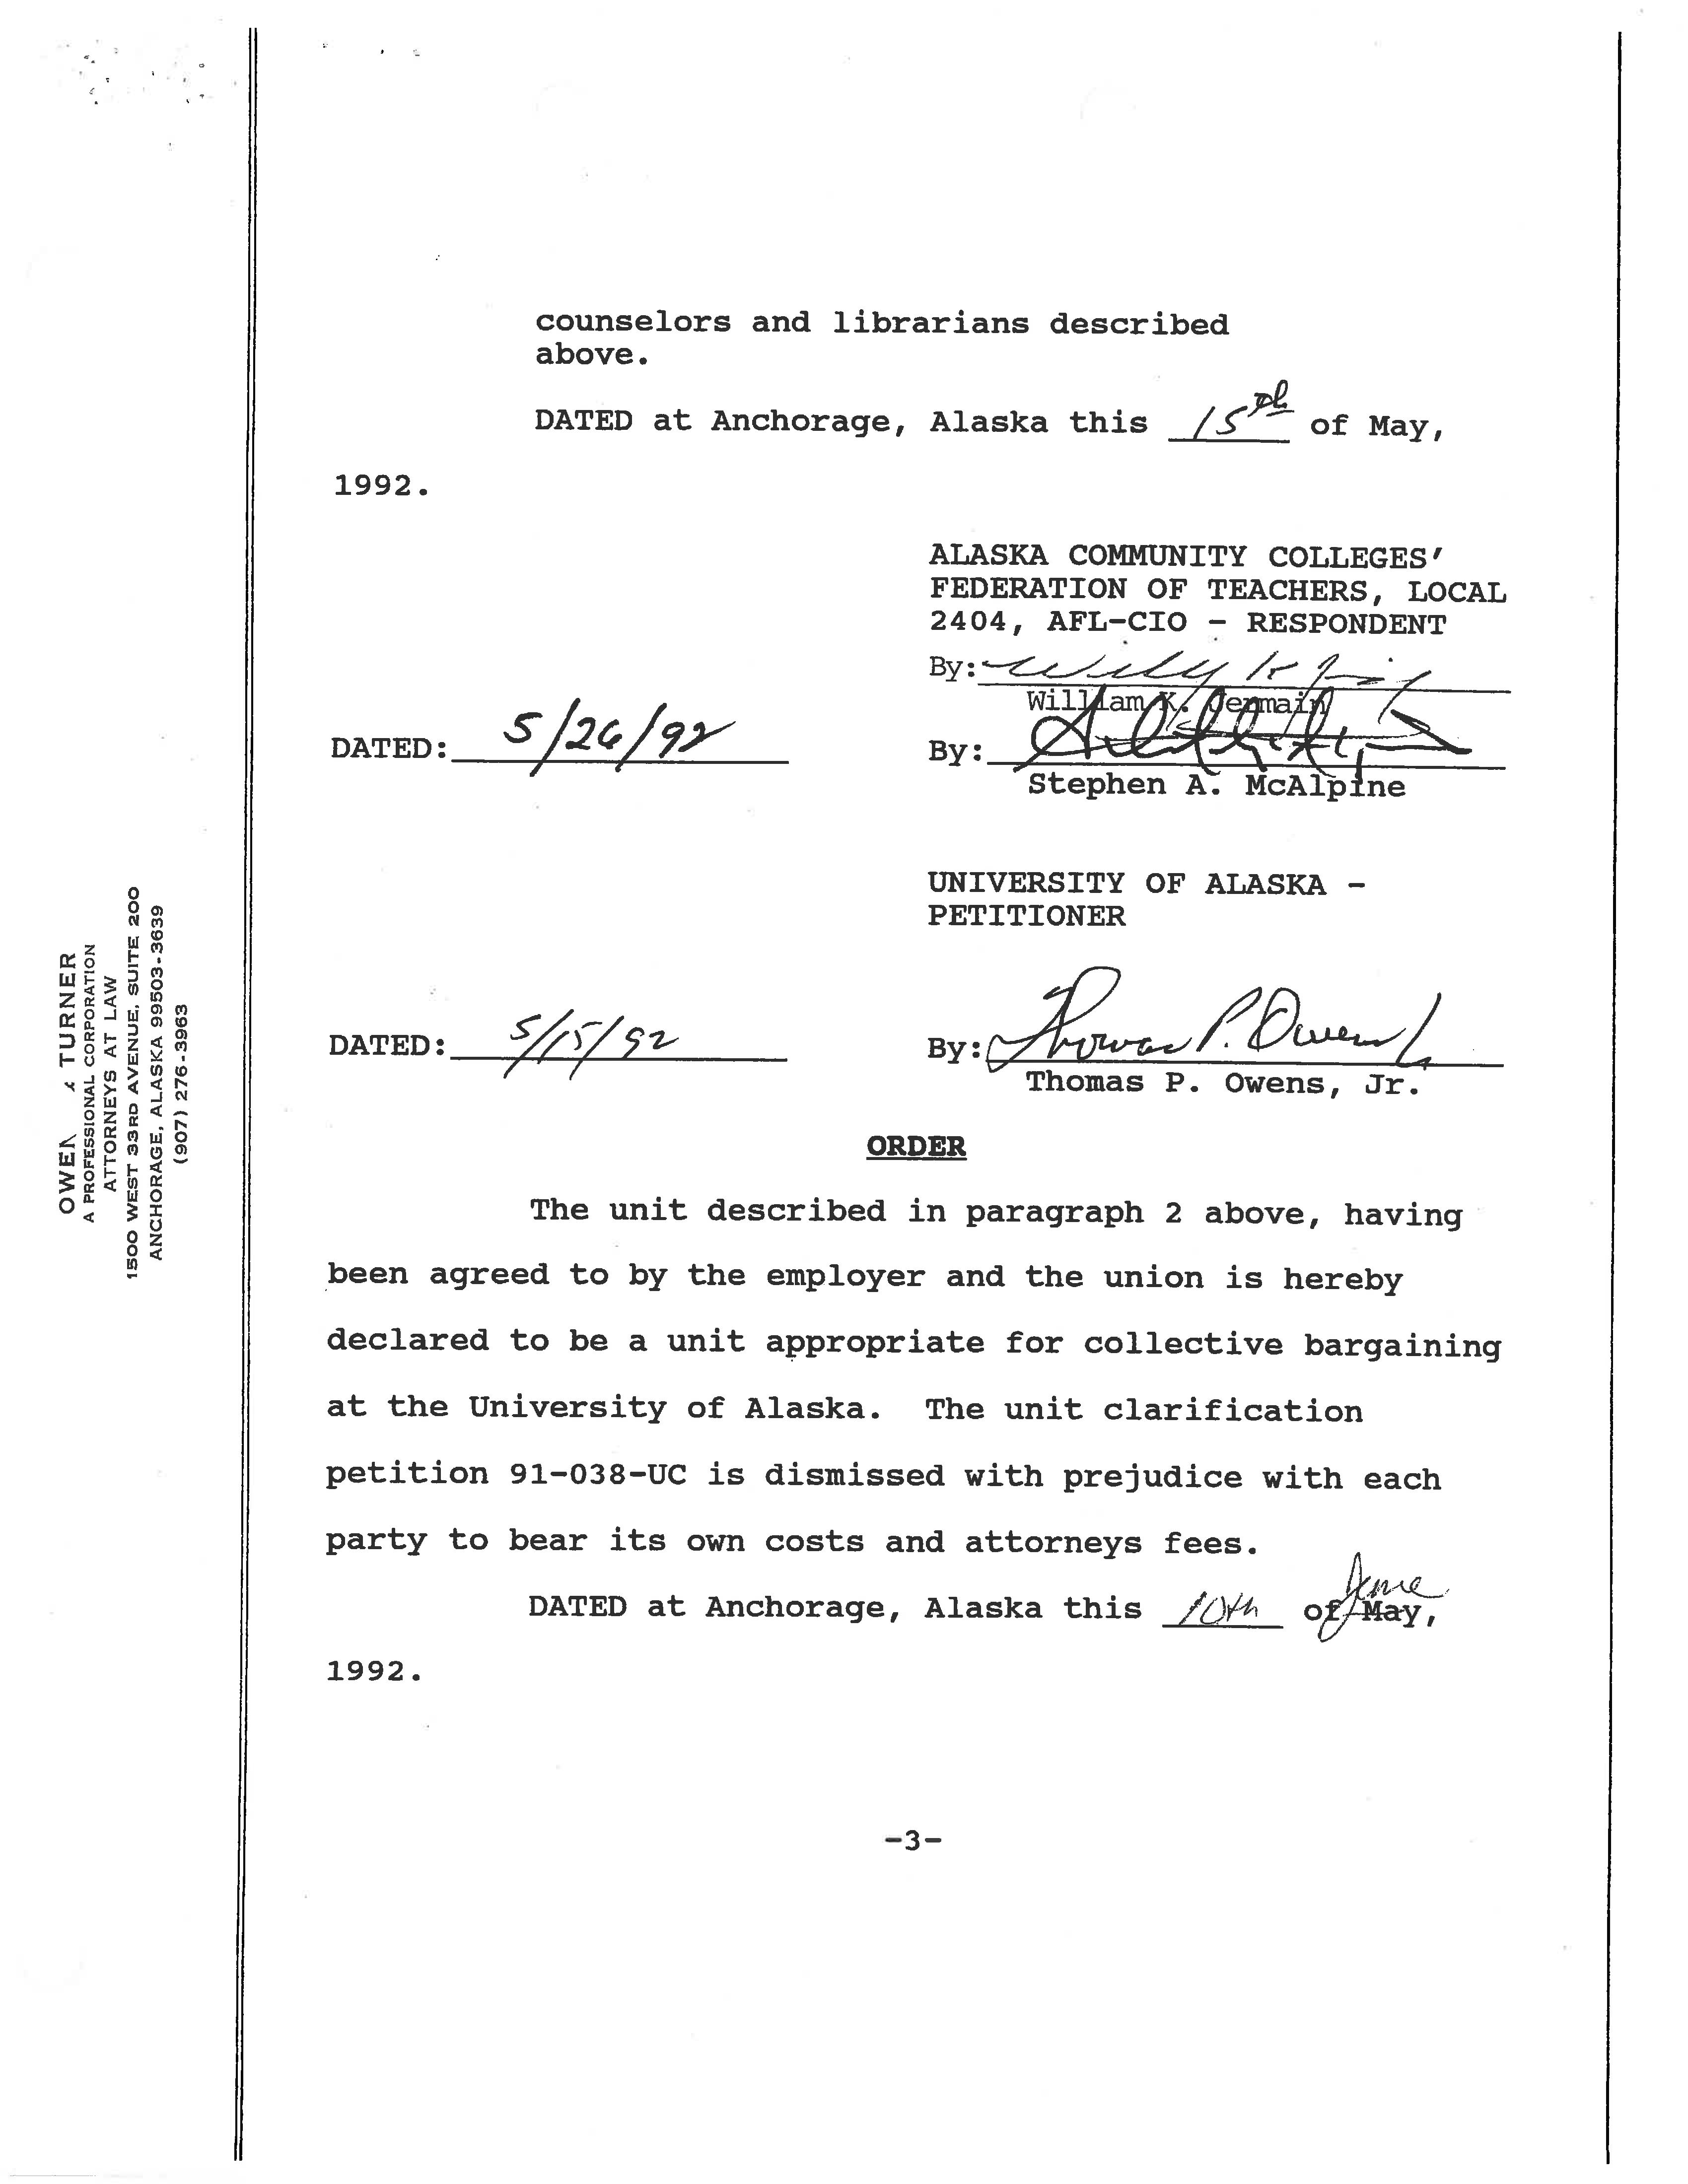 counselors and librarians described
above.
DATED at Anchorage, Alaska this 15th of May,
1992.
ALASKA COMMUNITY COLLEGES'
FEDERATION OF TEACHERS, LOCAL
2404, AFL-CIO - RESPONDENT
By:
William K. Jermain
DATED: 5/26/92 By:
Stephen A. McAlpine
UNIVERSITY OF ALASKA -
PETITIONER
DATED: 5/15/92 By: Thomas P. Owens Jr.
Thomas P. Owens, Jr.
ORDER
The unit described in paragraph 2 above, having
been agreed to by the employer and the union is hereby
declared to be a unit appropriate for collective bargaining
at the University of Alaska. The unit clarification
petition 91-038-UC is dismissed with prejudice with each
party to bear its own costs and attorneys fees.
DATED at Anchorage, Alaska this 10th of June May,
1992.
-3-
OWEN & TURNER
A PROFESSIONAL CORPORATION
ATTORNEYS AT LAW
1500 WEST 33RD AVENUE, SUITE 200
ANCHORAGE, ALASKA 99503-3639
(907) 276-3963